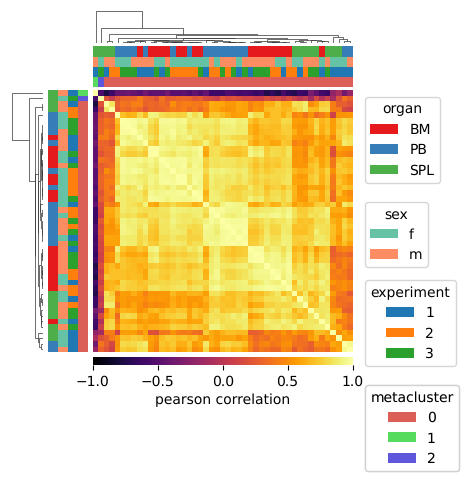 organ
BM
PB
SPL
sex
f
m
experiment
1
2
3
−1.0 −0.5 0.0 0.5 1.0
pearson correlation
metacluster
0
1
2